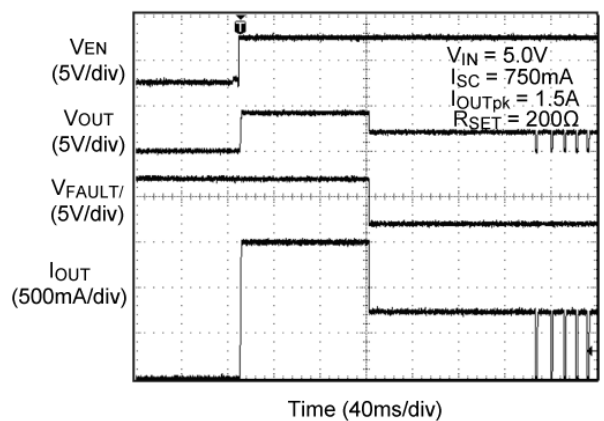 T
VEN
(5V/div)
VIN = 5.0V
ISC = 750mA
IOUTpk = 1.5A
RSET = 200Ω
VOUT
(5V/div)
VFAULT/
(5V/div)
IOUT
(500mA/div)
Time (40ms/div)